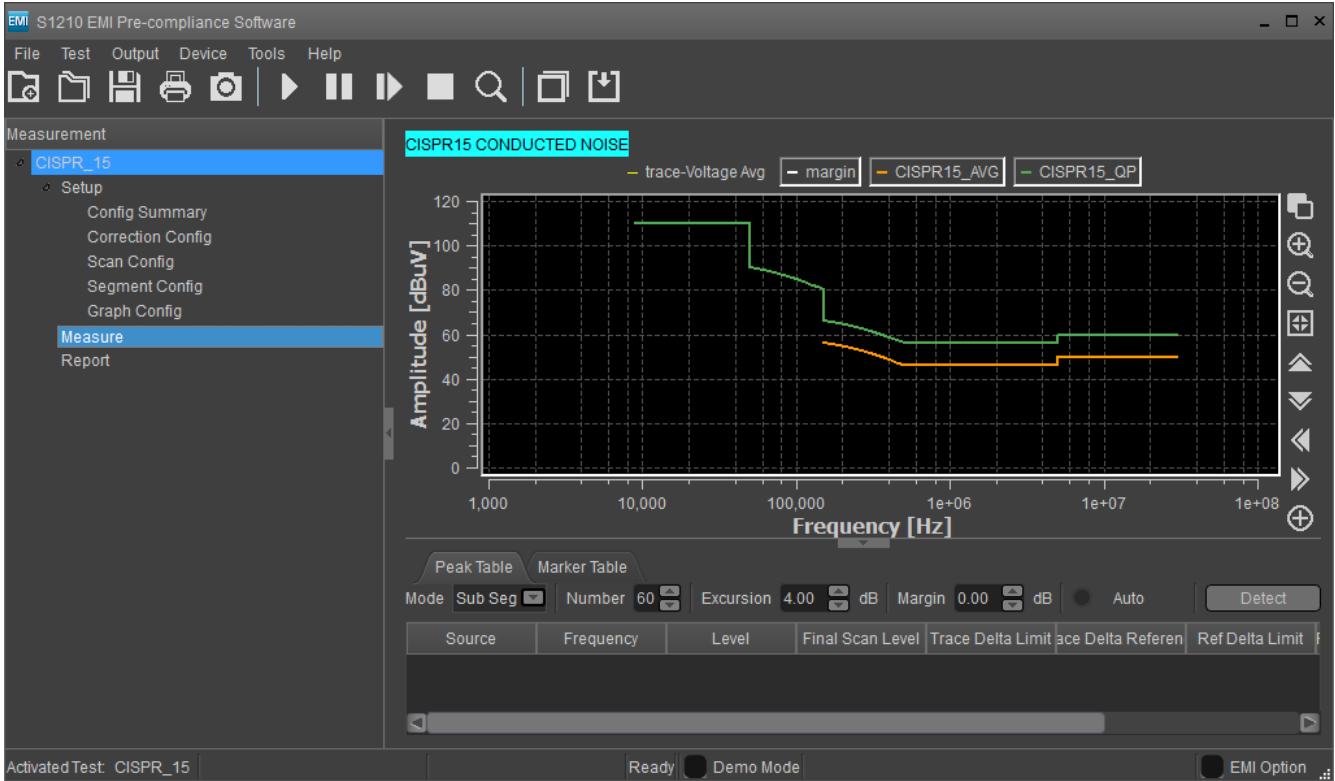 EMI S1210 EMI Pre-compliance Software
File Test Output Device Tools Help
Measurement
CISPR_15
Setup
Config Summary
Correction Config
Scan Config
Segment Config
Graph Config
Measure
Report
CISPR15 CONDUCTED NOISE
trace-Voltage Avg margin CISPR15_AVG CISPR15_QP
Amplitude [dBuV]
120
100
80
60
40
20
0
1,000 10,000 100,000 1e+06 1e+07 1e+08
Frequency [Hz]
Peak Table Marker Table
Mode Sub Seg Number 60 Excursion 4.00 dB Margin 0.00 dB Auto Detect
Source Frequency Level Final Scan Level Trace Delta Limit ace Delta Referen Ref Delta Limit
Activated Test: CISPR_15 Ready Demo Mode EMI Option